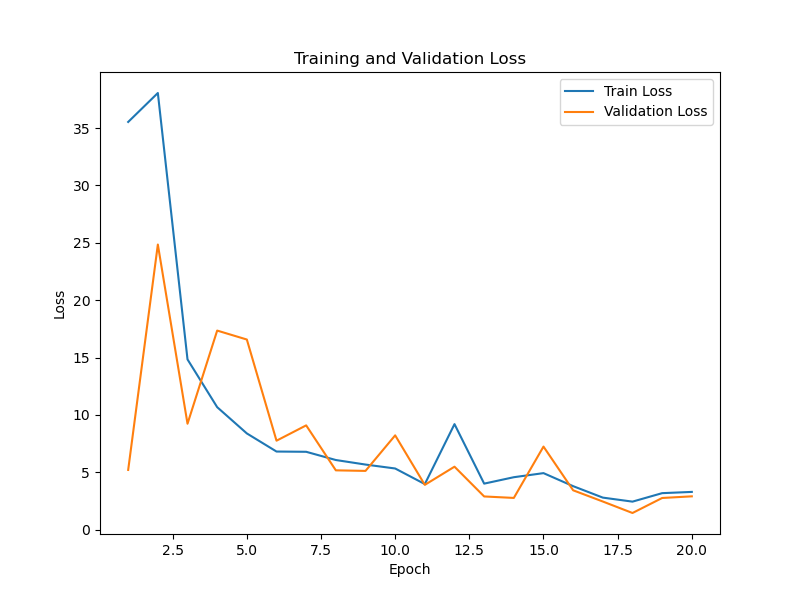 Training and Validation Loss
Train Loss
Validation Loss
35
30
25
20
15
10
5
0
Loss
2.5 5.0 7.5 10.0 12.5 15.0 17.5 20.0
Epoch